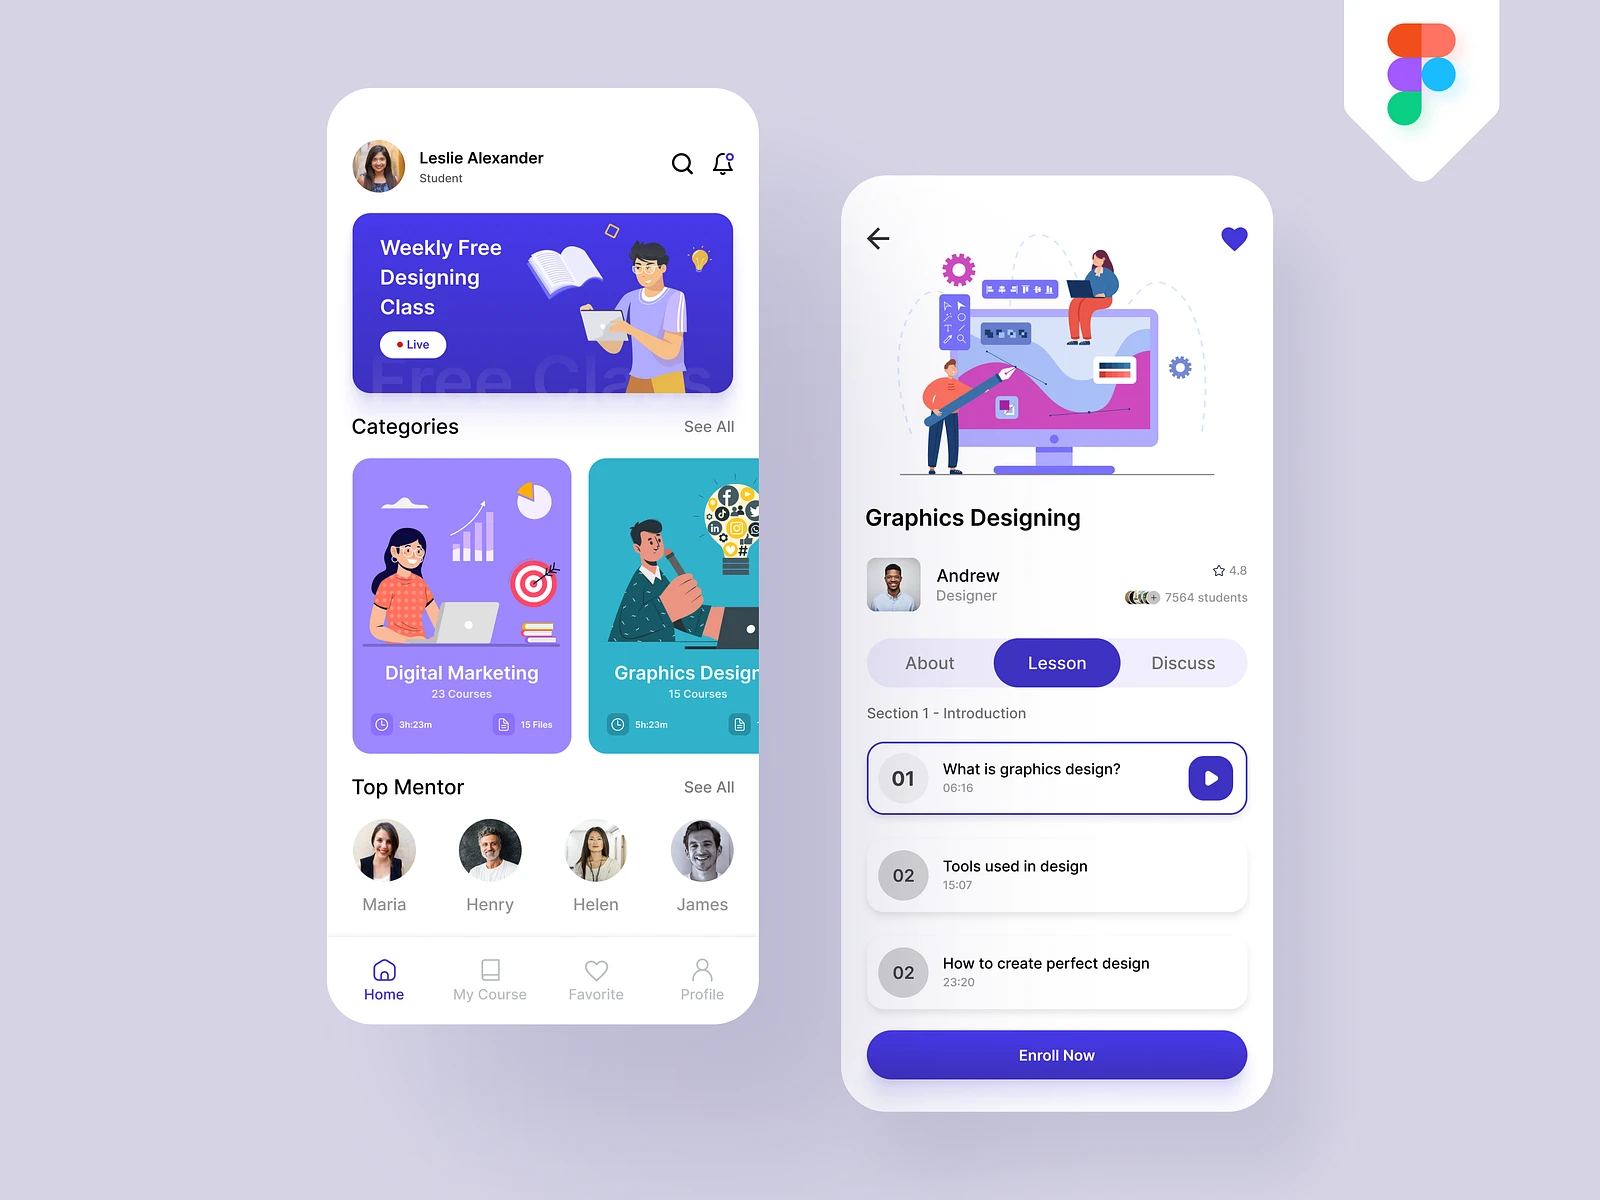 Leslie Alexander
Student
Weekly Free
Designing
Class
Live
Free Class
Categories
See All
Digital Marketing
23 Courses
3h:23m
15 Files
Graphics Design
15 Courses
5h:23m
Top Mentor
See All
Maria
Henry
Helen
James
Home
My Course
Favorite
Profile
Graphics Designing
Andrew
Designer
4.8
7564 students
About
Lesson
Discuss
Section 1 - Introduction
01
What is graphics design?
06:16
02
Tools used in design
15:07
02
How to create perfect design
23:20
Enroll Now